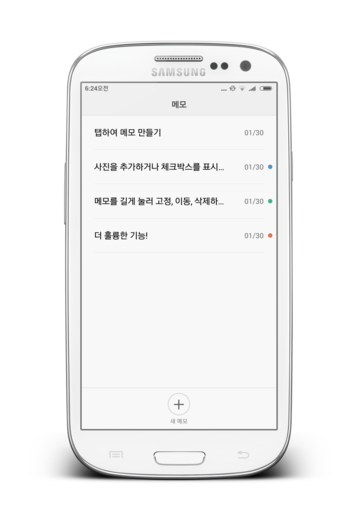 SAMSUNG
6:24오전
메모
탭하여 메모 만들기 01/30
사진을 추가하거나 체크박스를 표시... 01/30
메모를 길게 눌러 고정, 이동, 삭제하... 01/30
더 훌륭한 기능! 01/30
새 메모